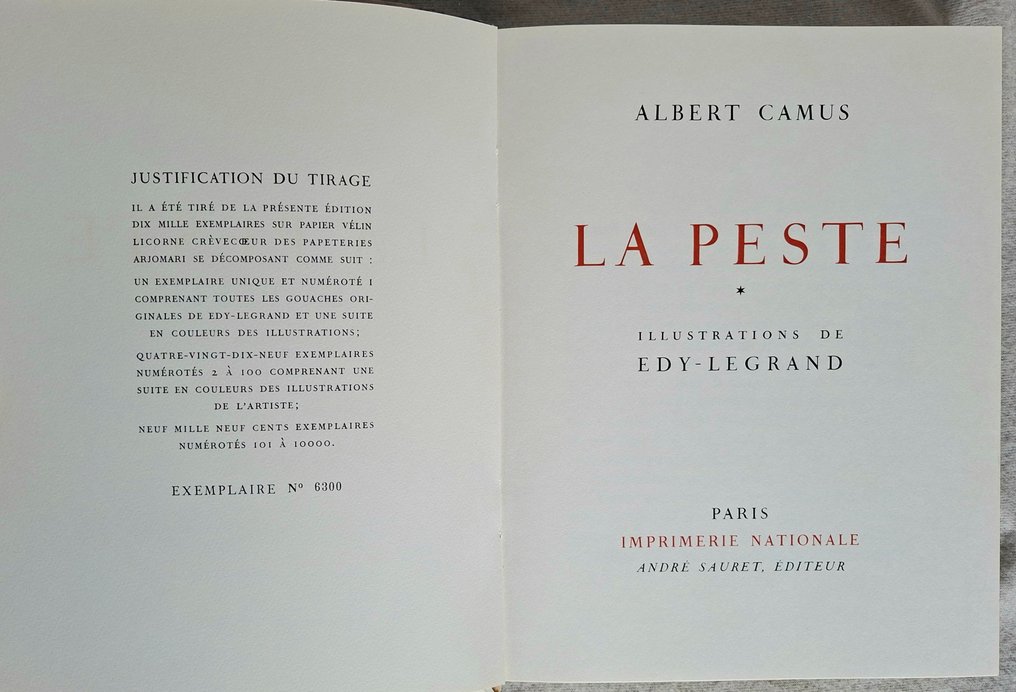 JUSTIFICATION DU TIRAGE
IL A ÉTÉ TIRÉ DE LA PRÉSENTE ÉDITION
DIX MILLE EXEMPLAIRES SUR PAPIER VÉLIN
LICORNE CRÈVECŒUR DES PAPETERIES
ARJOMARI SE DÉCOMPOSANT COMME SUIT :
UN EXEMPLAIRE UNIQUE ET NUMÉROTÉ I
COMPRENANT TOUTES LES GOUACHES ORI-
GINALES DE EDY-LEGRAND ET UNE SUITE
EN COULEURS DES ILLUSTRATIONS;
QUATRE-VINGT-DIX-NEUF EXEMPLAIRES
NUMÉROTÉS 2 À 100 COMPRENANT UNE
SUITE EN COULEURS DES ILLUSTRATIONS
DE L'ARTISTE;
NEUF MILLE NEUF CENTS EXEMPLAIRES
NUMÉROTÉS 101 À 10000.
EXEMPLAIRE Nº 6300
ALBERT CAMUS
LA PESTE
*
ILLUSTRATIONS DE
EDY-LEGRAND
PARIS
IMPRIMERIE NATIONALE
ANDRÉ SAURET, ÉDITEUR